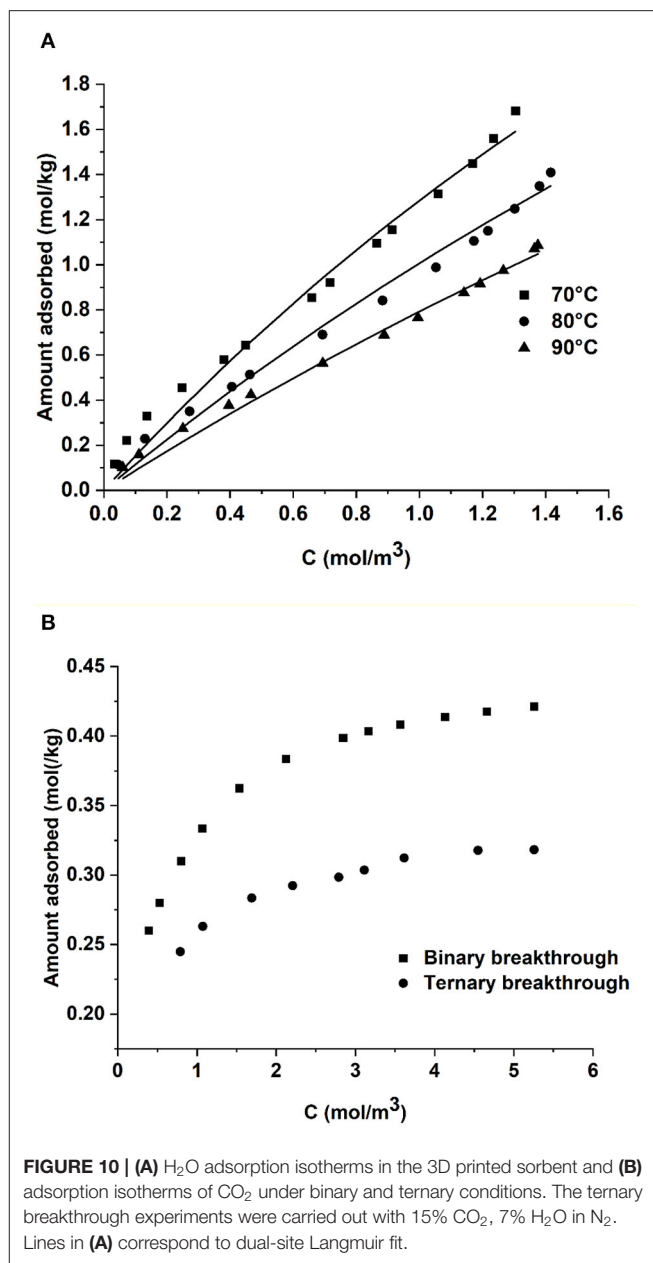 A
Amount adsorbed (mol/kg)
1.8
1.6
1.4
1.2
1.0
0.8
0.6
0.4
0.2
0.0
70°C
80°C
90°C
0.0 0.2 0.4 0.6 0.8 1.0 1.2 1.4 1.6
C (mol/m³)
B
Amount adsorbed (mol(/kg)
0.45
0.40
0.35
0.30
0.25
0.20
Binary breakthrough
Ternary breakthrough
0 1 2 3 4 5 6
C (mol/m³)
FIGURE 10 | (A) H₂O adsorption isotherms in the 3D printed sorbent and (B)
adsorption isotherms of CO₂ under binary and ternary conditions. The ternary
breakthrough experiments were carried out with 15% CO₂, 7% H₂O in N₂.
Lines in (A) correspond to dual-site Langmuir fit.